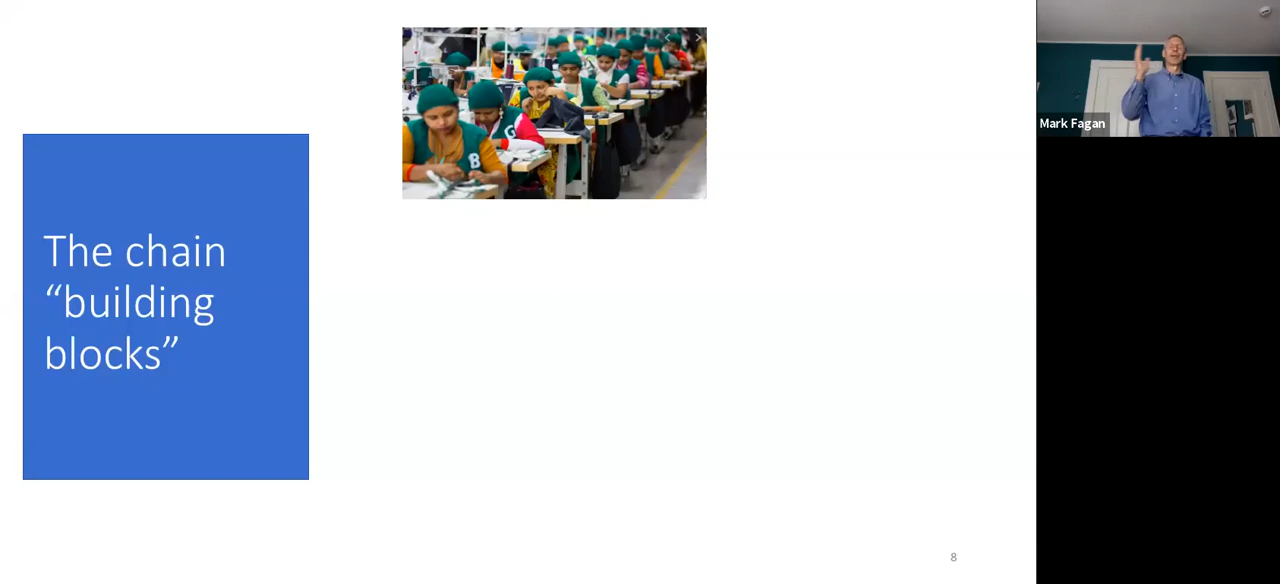 The chain
“building
blocks”
B
G
Mark Fagan
8